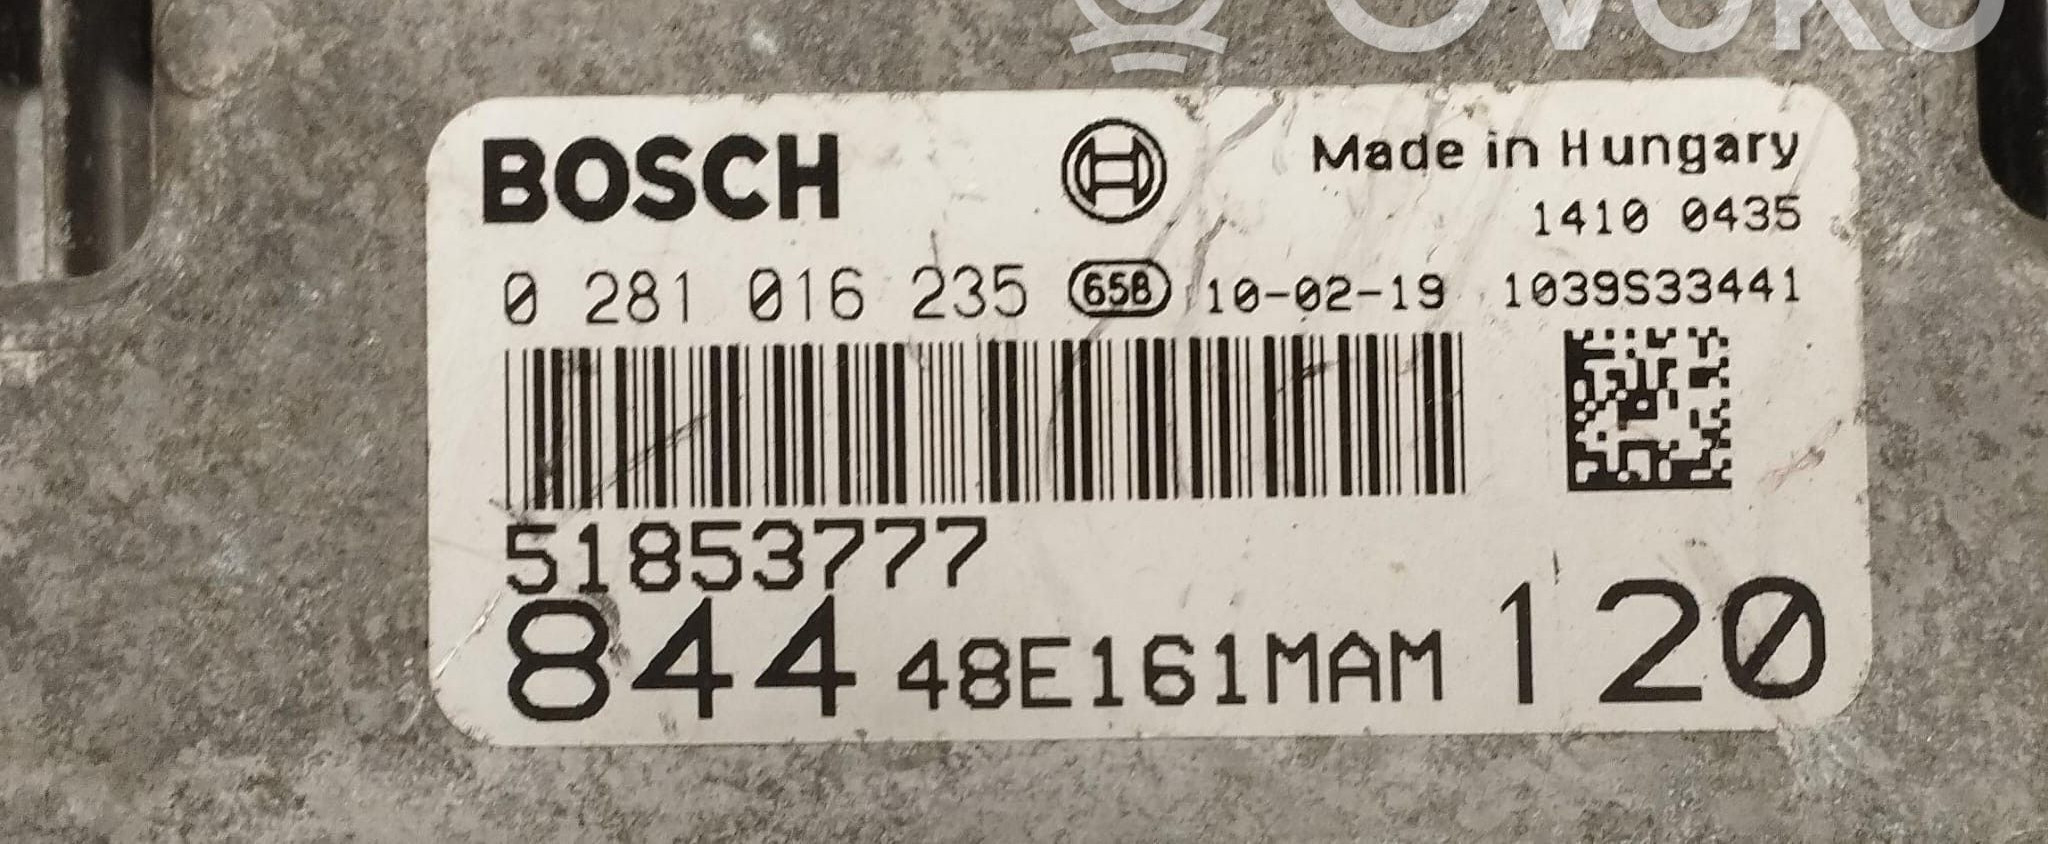 OVOKO
BOSCH Made in Hungary
1410 0435
0 281 016 235 658 10-02-19 1039S33441
51853777
844 48E161MAM 120